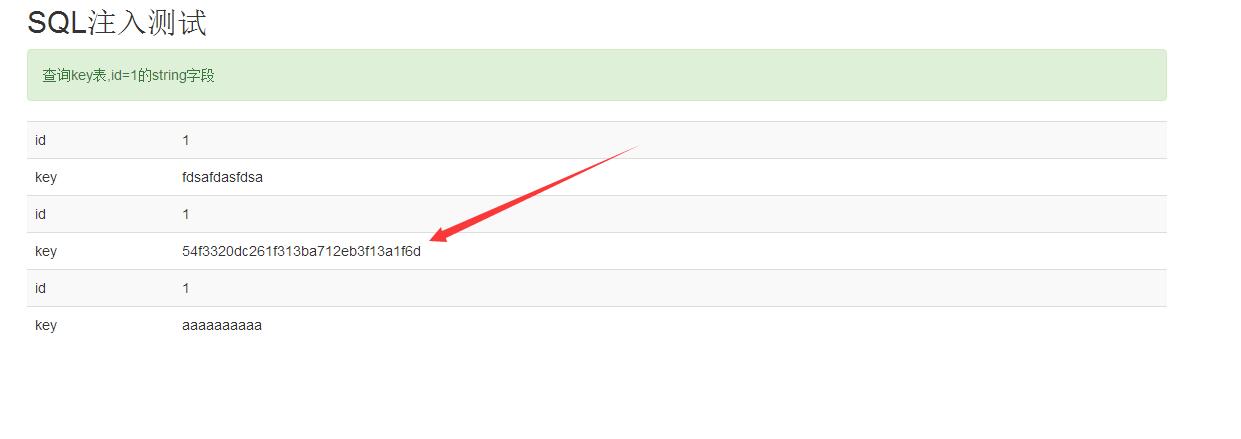 SQL注入测试
查询key表,id=1的string字段
id 1
key fdsafdasfdsa
id 1
key 54f3320dc261f313ba712eb3f13a1f6d
id 1
key aaaaaaaaaa